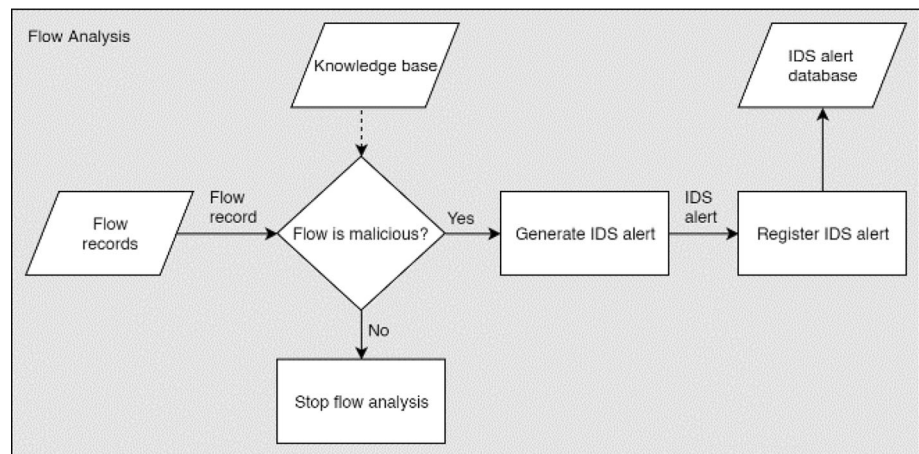 Flow Analysis
Knowledge base
IDS alert
database
Flow
records
Flow
record
Flow is malicious?
Yes
Generate IDS alert
IDS
alert
Register IDS alert
No
Stop flow analysis